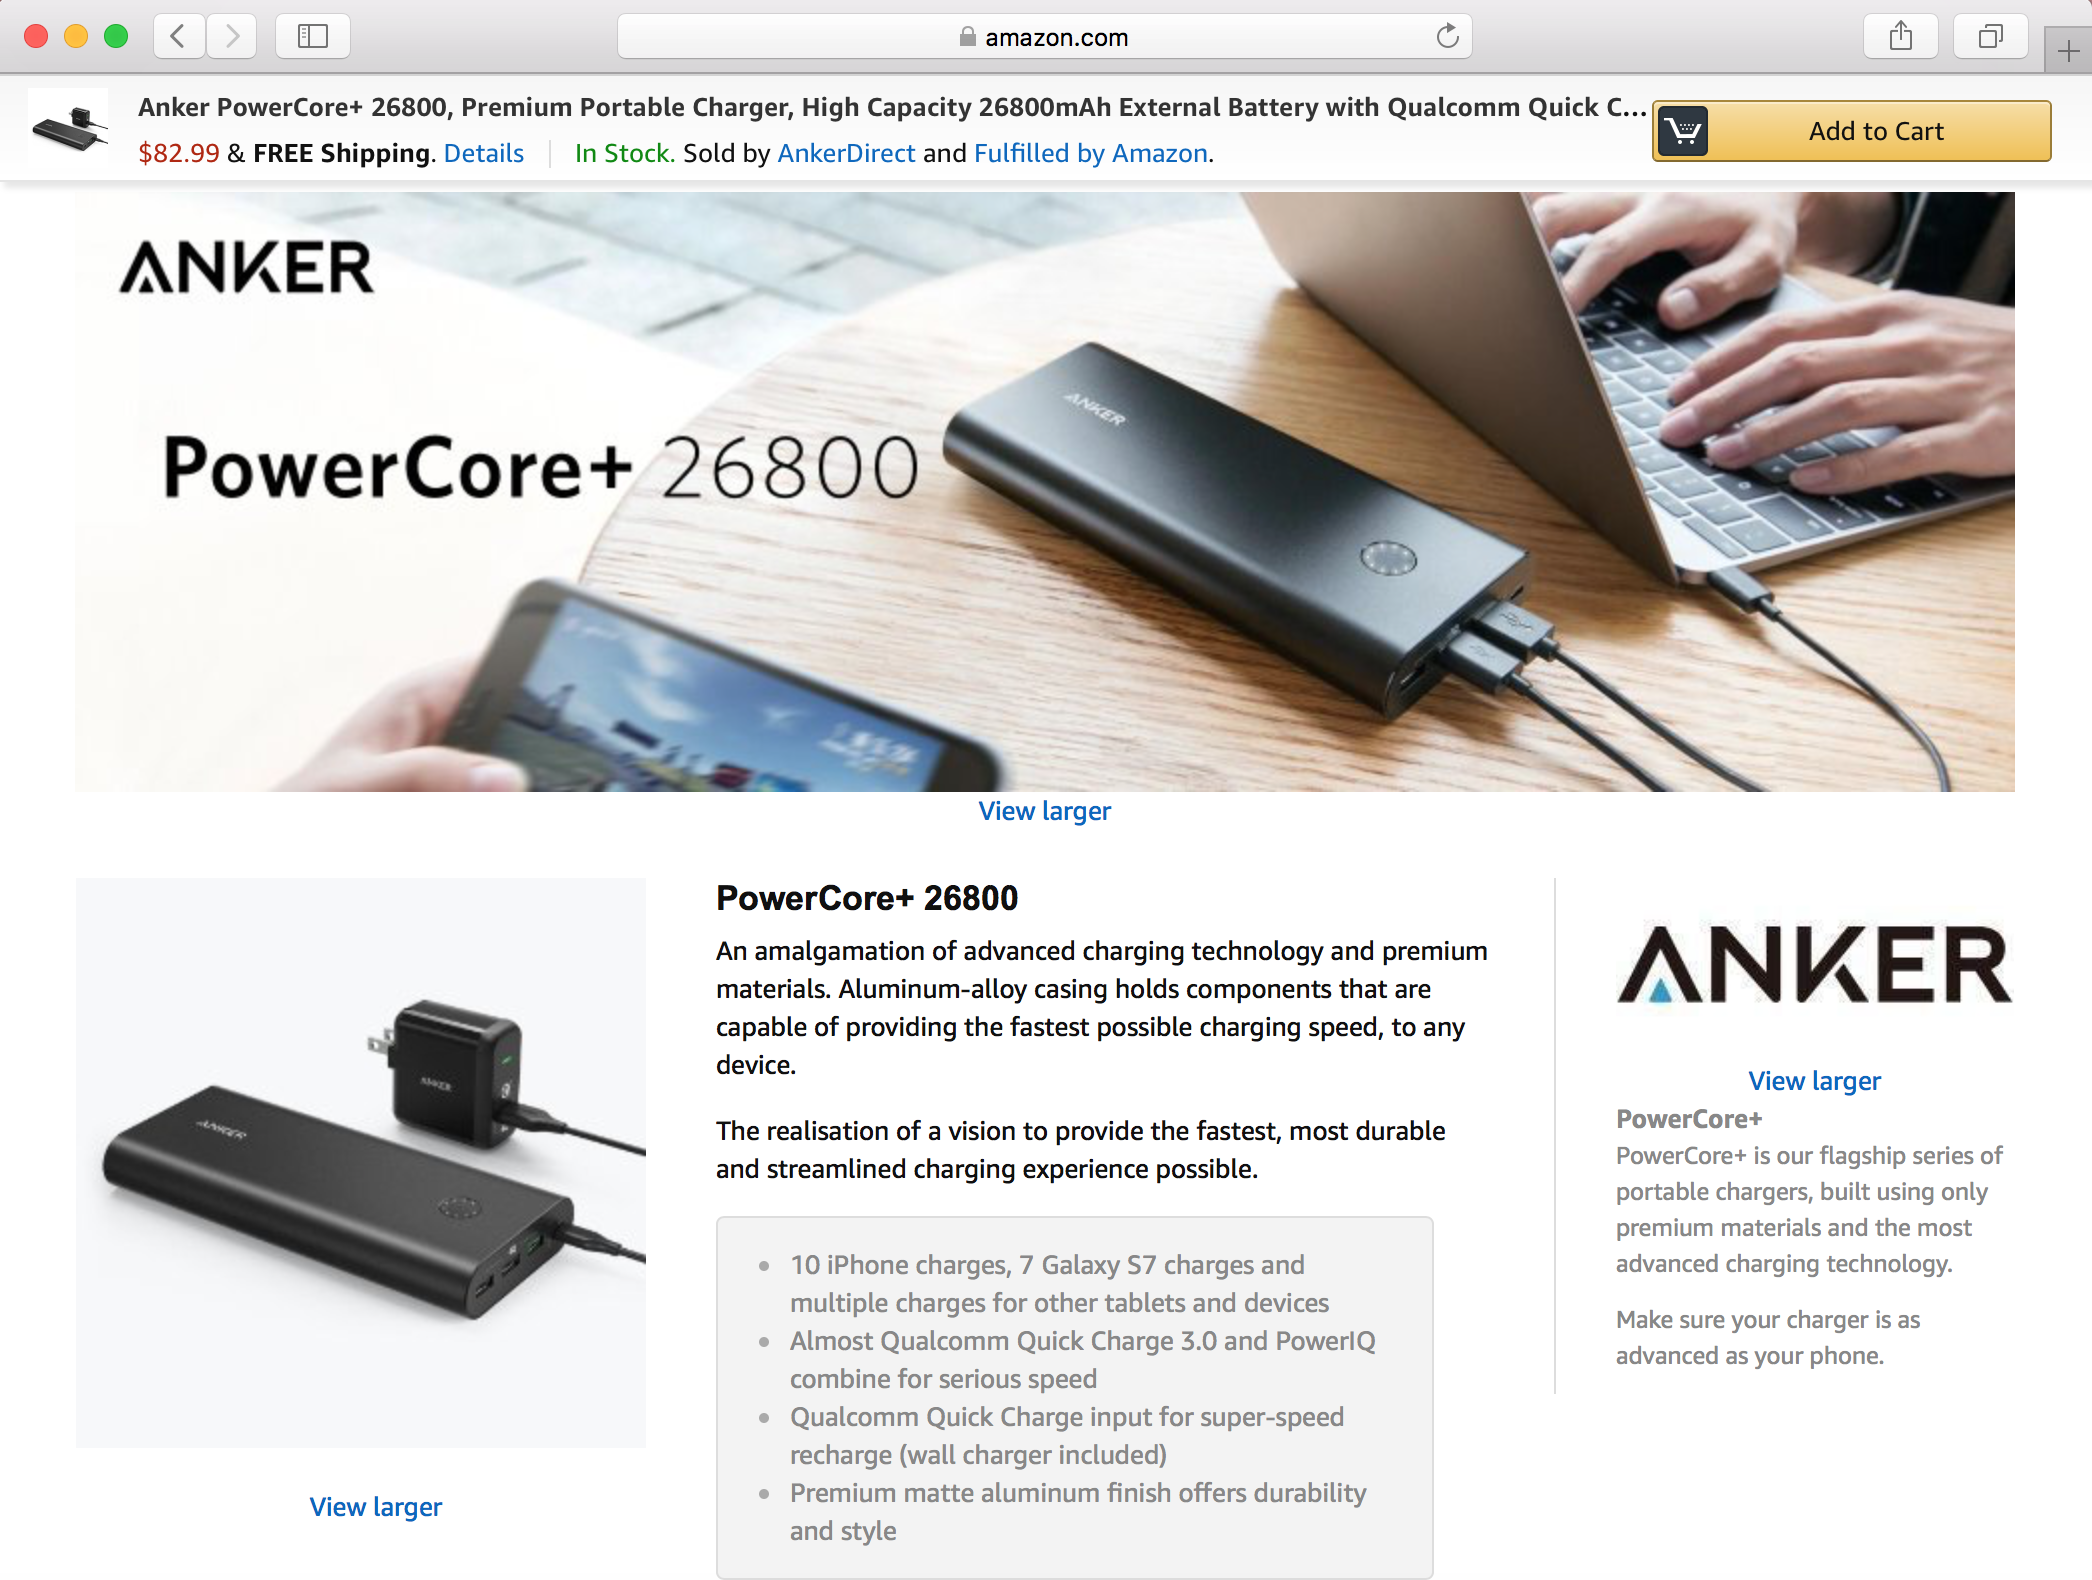 amazon.com
Anker PowerCore+ 26800, Premium Portable Charger, High Capacity 26800mAh External Battery with Qualcomm Quick C...
$82.99 & FREE Shipping. Details
In Stock. Sold by AnkerDirect and Fulfilled by Amazon.
Add to Cart
ANKER
PowerCore+ 26800
ANKER
View larger
ANKER
ANKER
View larger
PowerCore+ 26800
An amalgamation of advanced charging technology and premium
materials. Aluminum-alloy casing holds components that are
capable of providing the fastest possible charging speed, to any
device.
The realisation of a vision to provide the fastest, most durable
and streamlined charging experience possible.
10 iPhone charges, 7 Galaxy S7 charges and
multiple charges for other tablets and devices
Almost Qualcomm Quick Charge 3.0 and PowerIQ
combine for serious speed
Qualcomm Quick Charge input for super-speed
recharge (wall charger included)
Premium matte aluminum finish offers durability
and style
ANKER
View larger
PowerCore+
PowerCore+ is our flagship series of
portable chargers, built using only
premium materials and the most
advanced charging technology.
Make sure your charger is as
advanced as your phone.